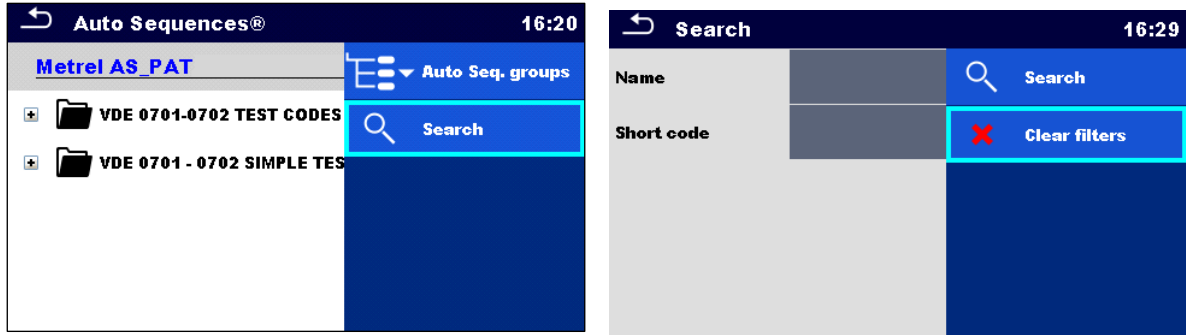 Auto Sequences® 16:20
Metrel AS_PAT
Auto Seq. groups
VDE 0701-0702 TEST CODES
Search
VDE 0701 - 0702 SIMPLE TES
Search 16:29
Name
Search
Short code
Clear filters